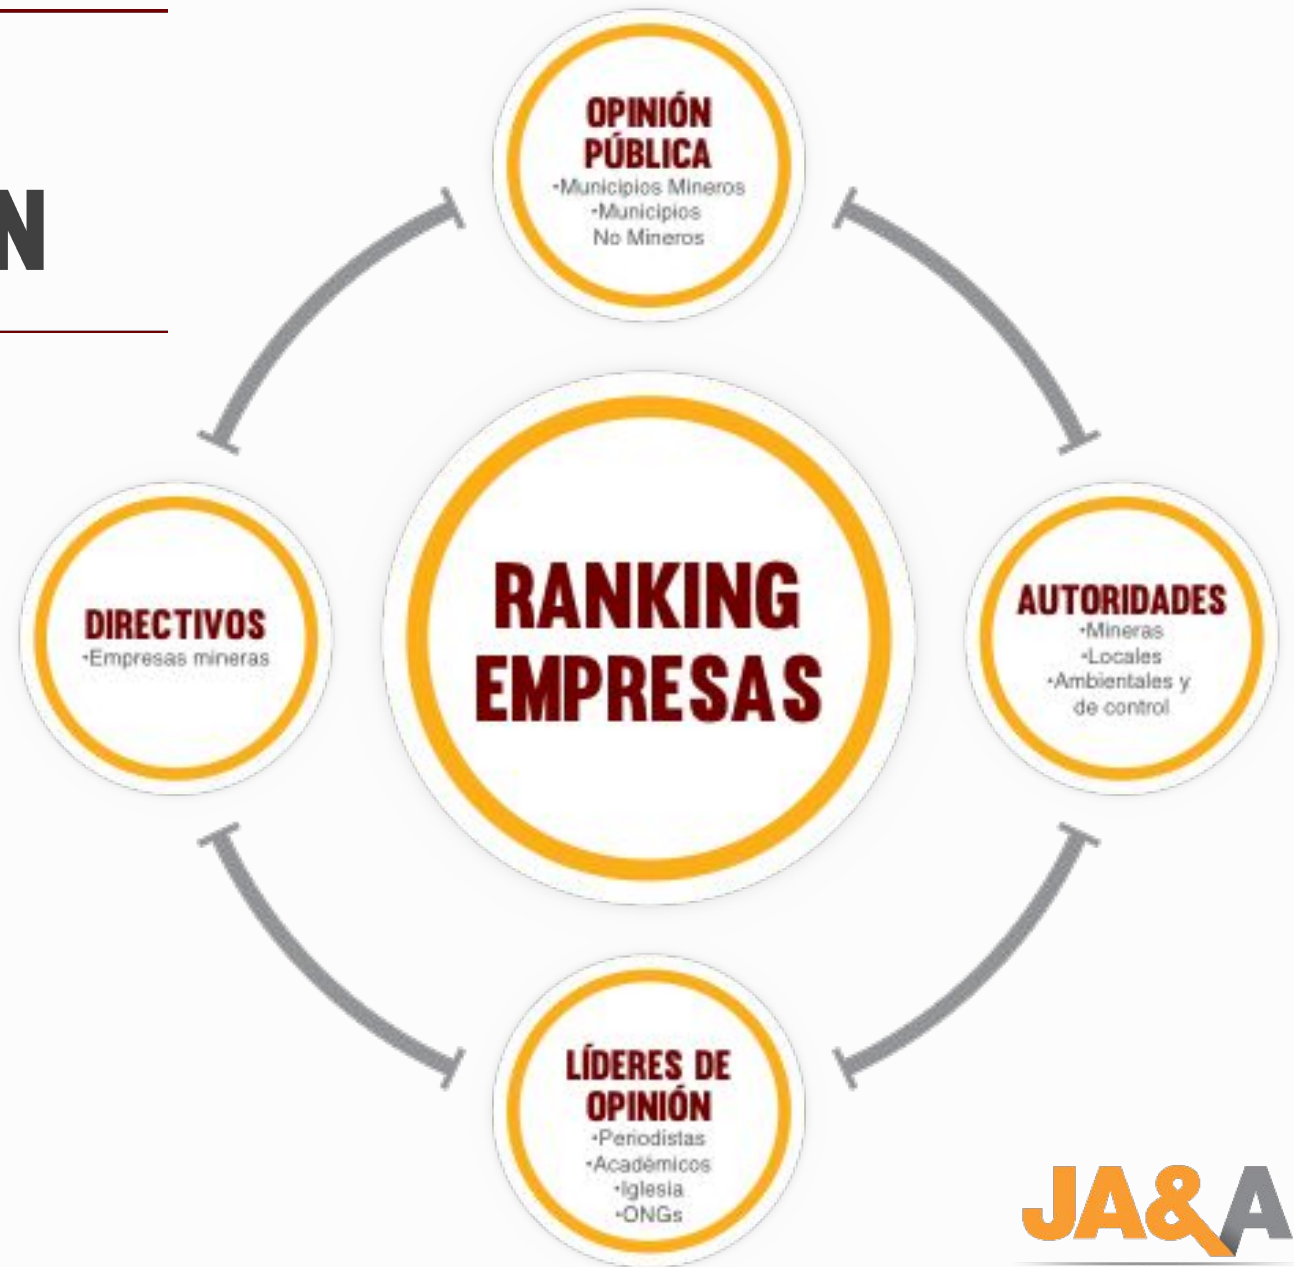 N
OPINIÓN
PÚBLICA
•Municipios Mineros
•Municipios
No Mineros
DIRECTIVOS
•Empresas mineras
RANKING
EMPRESAS
AUTORIDADES
•Mineras
•Locales
•Ambientales y
de control
LÍDERES DE
OPINIÓN
•Periodistas
•Académicos
•Iglesia
•ONGs
JA&A